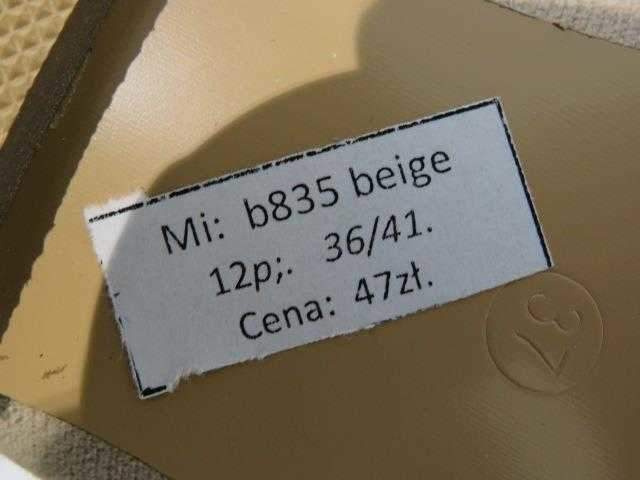 Mi: b835 beige
12p;. 36/41.
Cena: 47zł.
37